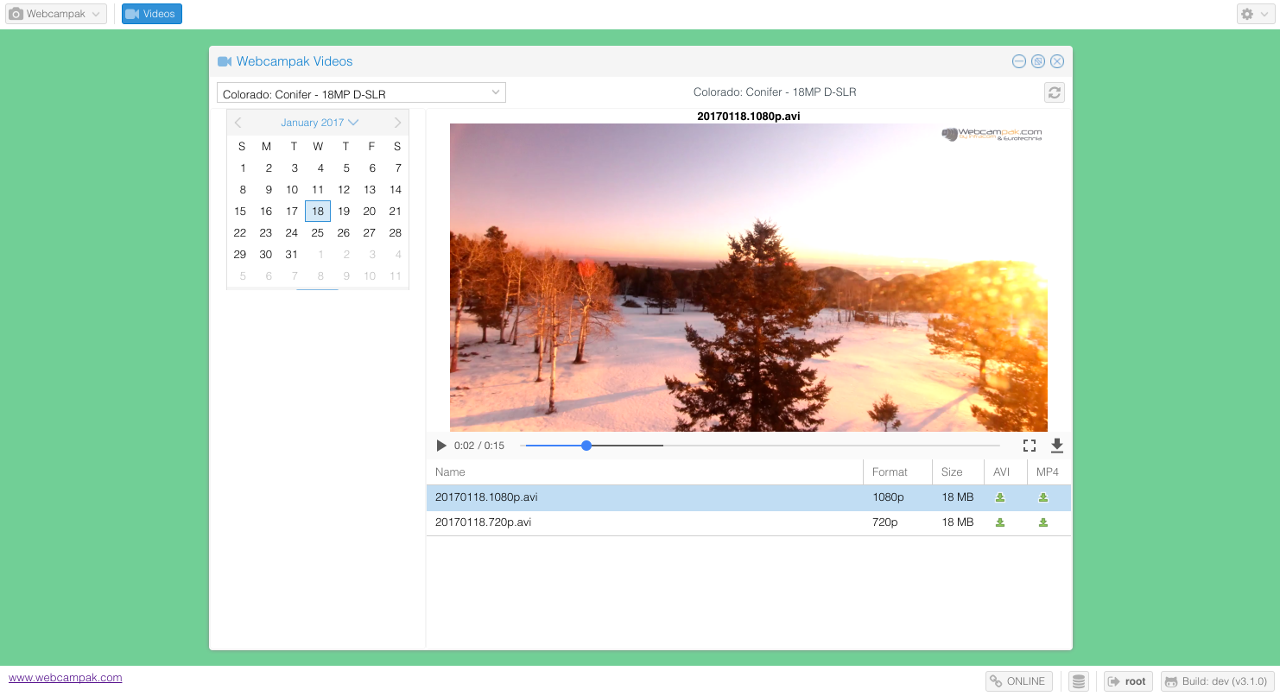 Webcampak
Videos
Webcampak Videos
Colorado: Conifer - 18MP D-SLR
Colorado: Conifer - 18MP D-SLR
January 2017
S M T W T F S
1 2 3 4 5 6 7
8 9 10 11 12 13 14
15 16 17 18 19 20 21
22 23 24 25 26 27 28
29 30 31 1 2 3 4
5 6 7 8 9 10 11
20170118.1080p.avi
Webcampak.com
& Eurotechnia
0:02 / 0:15
Name Format Size AVI MP4
20170118.1080p.avi 1080p 18 MB
20170118.720p.avi 720p 18 MB
www.webcampak.com
ONLINE
root
Build: dev (v3.1.0)